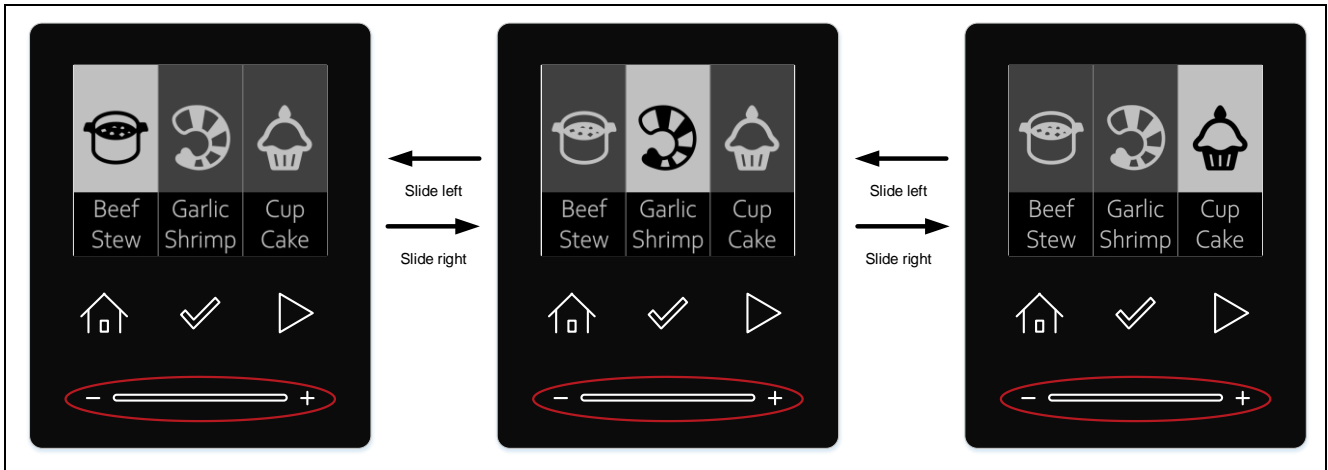 Beef Garlic Cup
Stew Shrimp Cake
− +
Slide left
Slide right
Beef Garlic Cup
Stew Shrimp Cake
− +
Slide left
Slide right
Beef Garlic Cup
Stew Shrimp Cake
− +